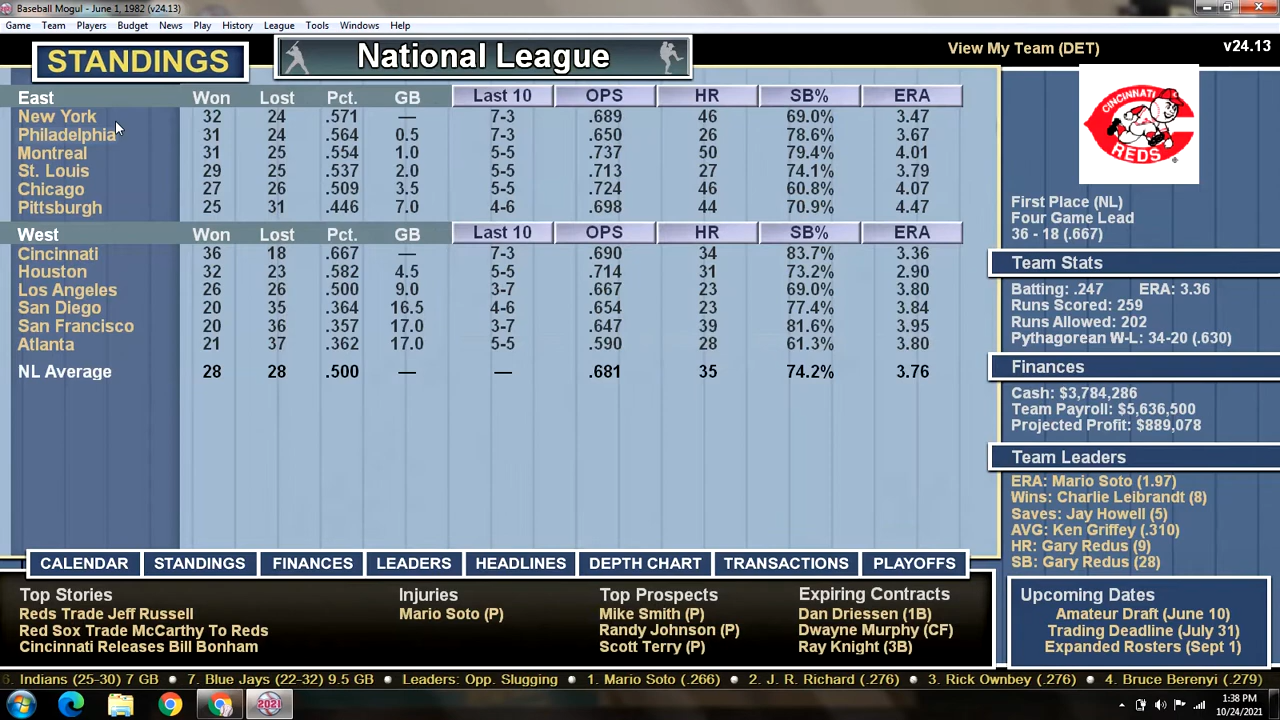 Baseball Mogul - June 1, 1982 (v24.13)
Game Team Players Budget News Play History League Tools Windows Help
STANDINGS National League View My Team (DET) v24.13
East Won Lost Pct. GB Last 10 OPS HR SB% ERA
New York 32 24 .571 — 7-3 .689 46 69.0% 3.47
Philadelphia 31 24 .564 0.5 7-3 .650 26 78.6% 3.67
Montreal 31 25 .554 1.0 5-5 .737 50 79.4% 4.01
St. Louis 29 25 .537 2.0 5-5 .713 27 74.1% 3.79
Chicago 27 26 .509 3.5 5-5 .724 46 60.8% 4.07
Pittsburgh 25 31 .446 7.0 4-6 .698 44 70.9% 4.47
West Won Lost Pct. GB Last 10 OPS HR SB% ERA
Cincinnati 36 18 .667 — 7-3 .690 34 83.7% 3.36
Houston 32 23 .582 4.5 5-5 .714 31 73.2% 2.90
Los Angeles 26 26 .500 9.0 3-7 .667 23 69.0% 3.80
San Diego 20 35 .364 16.5 4-6 .654 23 77.4% 3.84
San Francisco 20 36 .357 17.0 3-7 .647 39 81.6% 3.95
Atlanta 21 37 .362 17.0 5-5 .590 28 61.3% 3.80
NL Average 28 28 .500 — — .681 35 74.2% 3.76
CINCINNATI
REDS
First Place (NL)
Four Game Lead
36 - 18 (.667)
Team Stats
Batting: .247 ERA: 3.36
Runs Scored: 259
Runs Allowed: 202
Pythagorean W-L: 34-20 (.630)
Finances
Cash: $3,784,286
Team Payroll: $5,636,500
Projected Profit: $889,078
Team Leaders
ERA: Mario Soto (1.97)
Wins: Charlie Leibrandt (8)
Saves: Jay Howell (5)
AVG: Ken Griffey (.310)
HR: Gary Redus (9)
SB: Gary Redus (28)
CALENDAR STANDINGS FINANCES LEADERS HEADLINES DEPTH CHART TRANSACTIONS PLAYOFFS
Top Stories
Reds Trade Jeff Russell
Red Sox Trade McCarthy To Reds
Cincinnati Releases Bill Bonham
Injuries
Mario Soto (P)
Top Prospects
Mike Smith (P)
Randy Johnson (P)
Scott Terry (P)
Expiring Contracts
Dan Driessen (1B)
Dwayne Murphy (CF)
Ray Knight (3B)
Upcoming Dates
Amateur Draft (June 10)
Trading Deadline (July 31)
Expanded Rosters (Sept 1)
6. Indians (25-30) 7 GB • 7. Blue Jays (22-32) 9.5 GB • Leaders: Opp. Slugging • 1. Mario Soto (.266) • 2. J. R. Richard (.276) • 3. Rick Ownbey (.276) • 4. Bruce Berenyi (.279)
2021
1:38 PM
10/24/2021